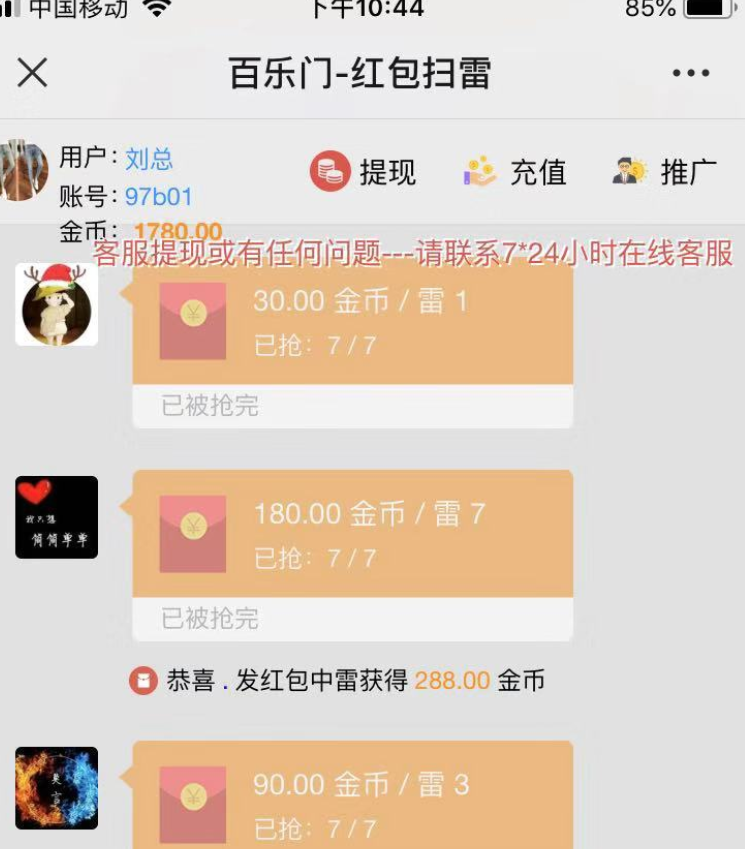 中国移动
下午10:44
85%
百乐门-红包扫雷
用户：刘总
提现
充值
推广
账号：97b01
金币：1780.00
客服提现或有任何问题---请联系7*24小时在线客服
30.00 金币 / 雷 1
已抢：7 / 7
已被抢完
180.00 金币 / 雷 7
已抢：7 / 7
已被抢完
简简单单
恭喜 . 发红包中雷获得 288.00 金币
90.00 金币 / 雷 3
已抢：7 / 7